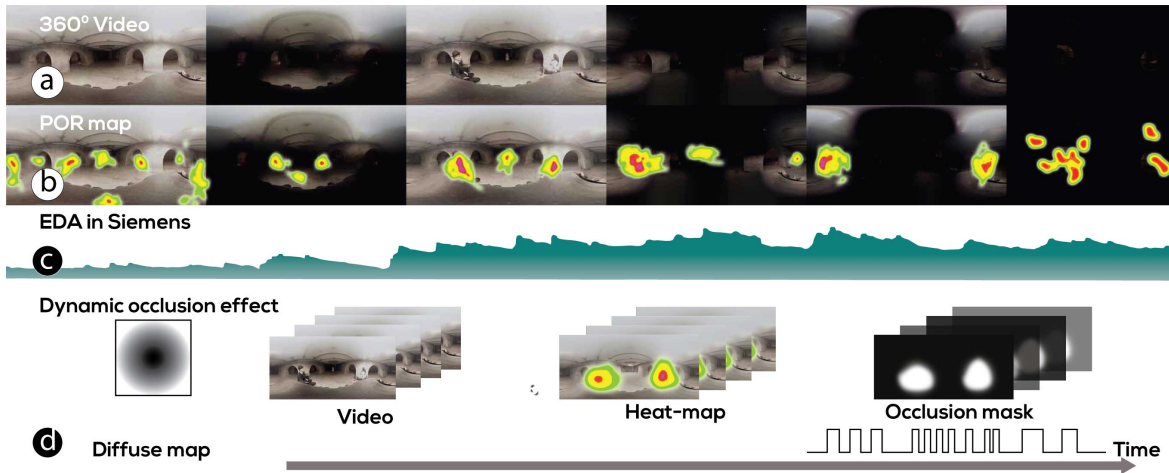 360° Video
a
POR map
b
EDA in Siemens
c
Dynamic occlusion effect
Video
Heat-map
Occlusion mask
d
Diffuse map
Time